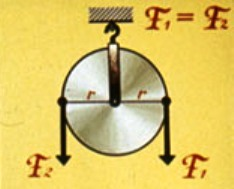 F₁ = F₂
r r
F₂ F₁